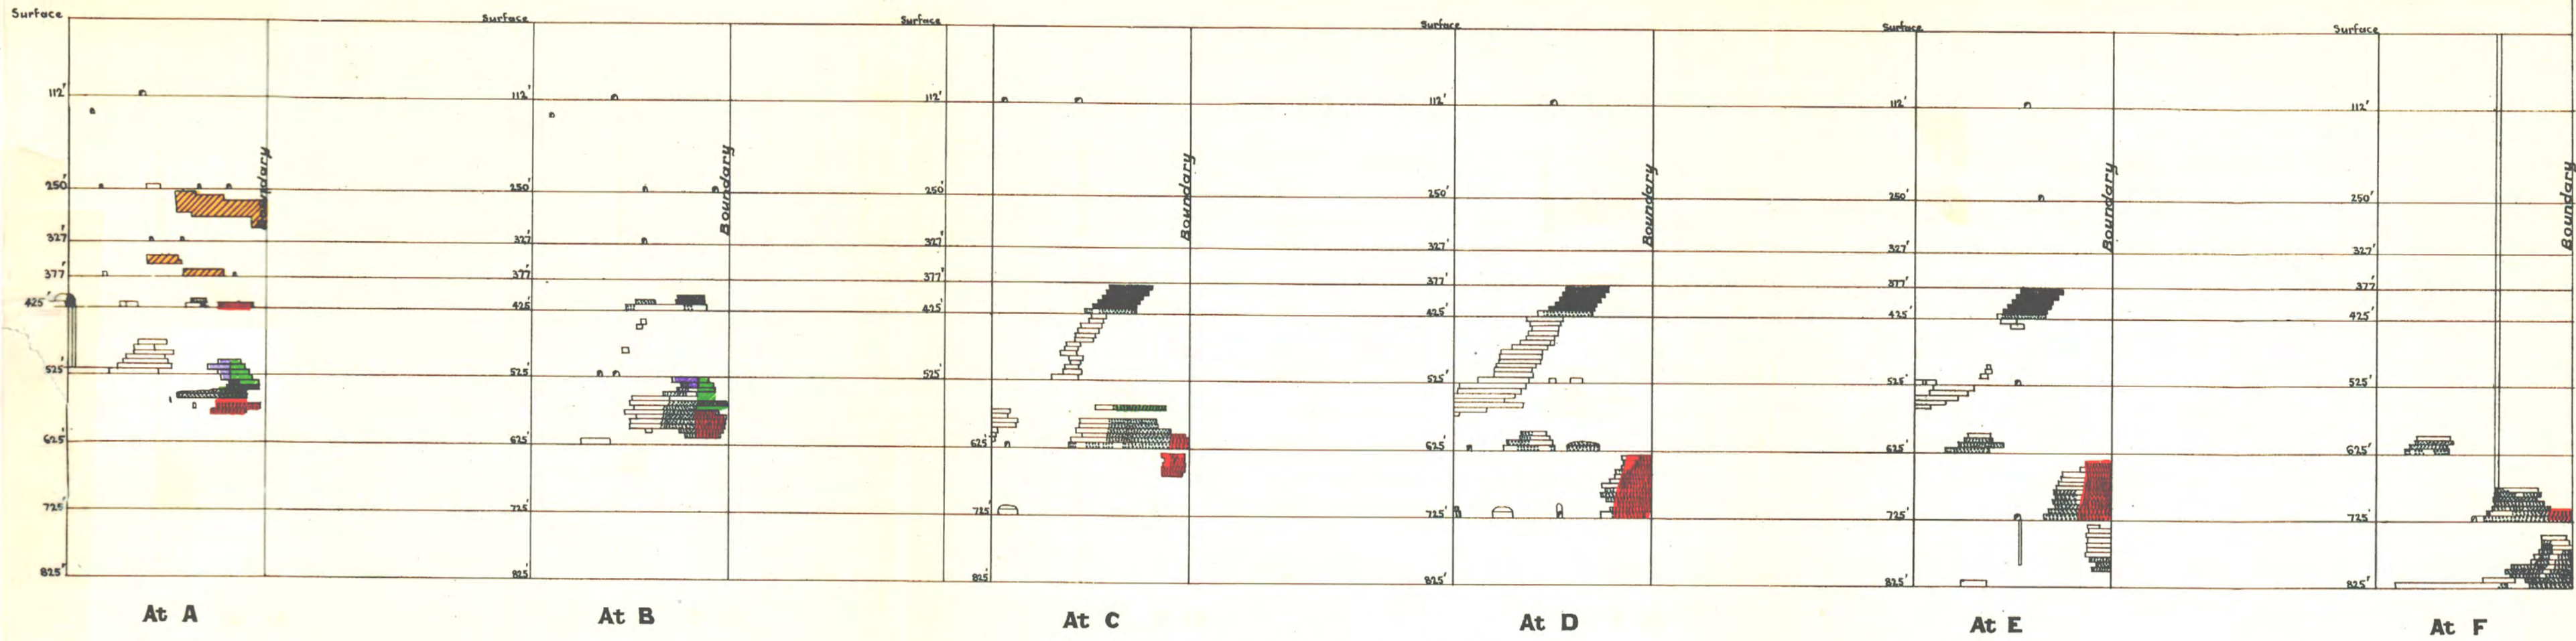 Surface
112'
250'
327'
377'
425'
525'
625'
725'
825'
Boundary
At A
Surface
112'
250'
327'
377'
425'
525'
625'
725'
825'
Boundary
At B
Surface
112'
250'
327'
377'
425'
525'
625'
725'
825'
Boundary
At C
Surface
112'
250'
327'
377'
425'
525'
625'
725'
825'
Boundary
At D
Surface
112'
250'
327'
377'
425'
525'
625'
725'
825'
Boundary
At E
Surface
112'
250'
327'
377'
425'
625'
725'
825'
Boundary
At F